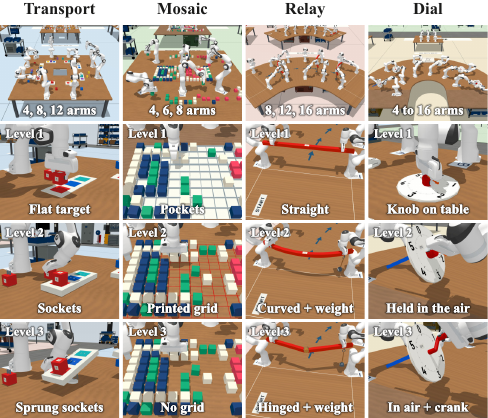 Transport Mosaic Relay Dial
4, 8, 12 arms 4, 6, 8 arms 8, 12, 16 arms 4 to 16 arms
Level 1 Level 1 Level 1 Level 1
Flat target Pockets Straight Knob on table
Level 2 Level 2 Level 2 Level 2
Sockets Printed grid Curved + weight Held in the air
Level 3 Level 3 Level 3 Level 3
Sprung sockets No grid Hinged + weight In air + crank